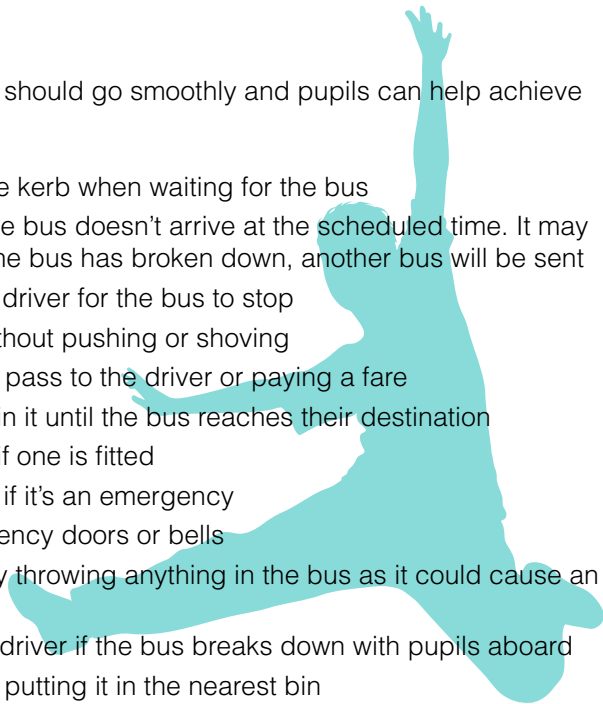 should go smoothly and pupils can help achieve
e kerb when waiting for the bus
e bus doesn’t arrive at the scheduled time. It may
he bus has broken down, another bus will be sent
driver for the bus to stop
thout pushing or shoving
pass to the driver or paying a fare
in it until the bus reaches their destination
if one is fitted
if it’s an emergency
ency doors or bells
y throwing anything in the bus as it could cause an
driver if the bus breaks down with pupils aboard
putting it in the nearest bin